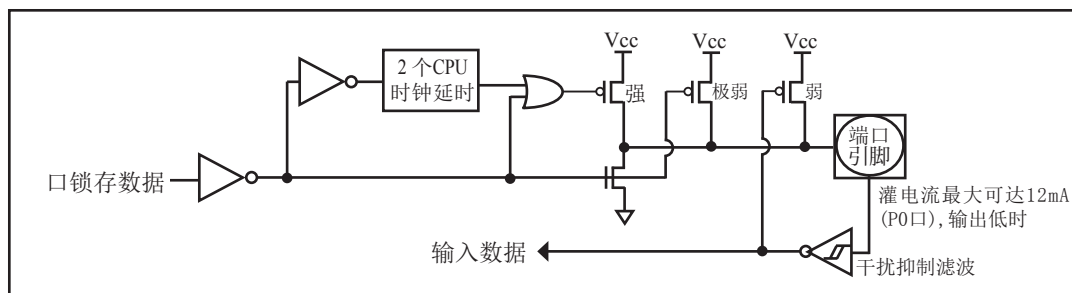 Vcc
Vcc
Vcc
2 个CPU
时钟延时
强
极弱
弱
端口
引脚
口锁存数据
灌电流最大可达12mA
(P0口),输出低时
输入数据
干扰抑制滤波